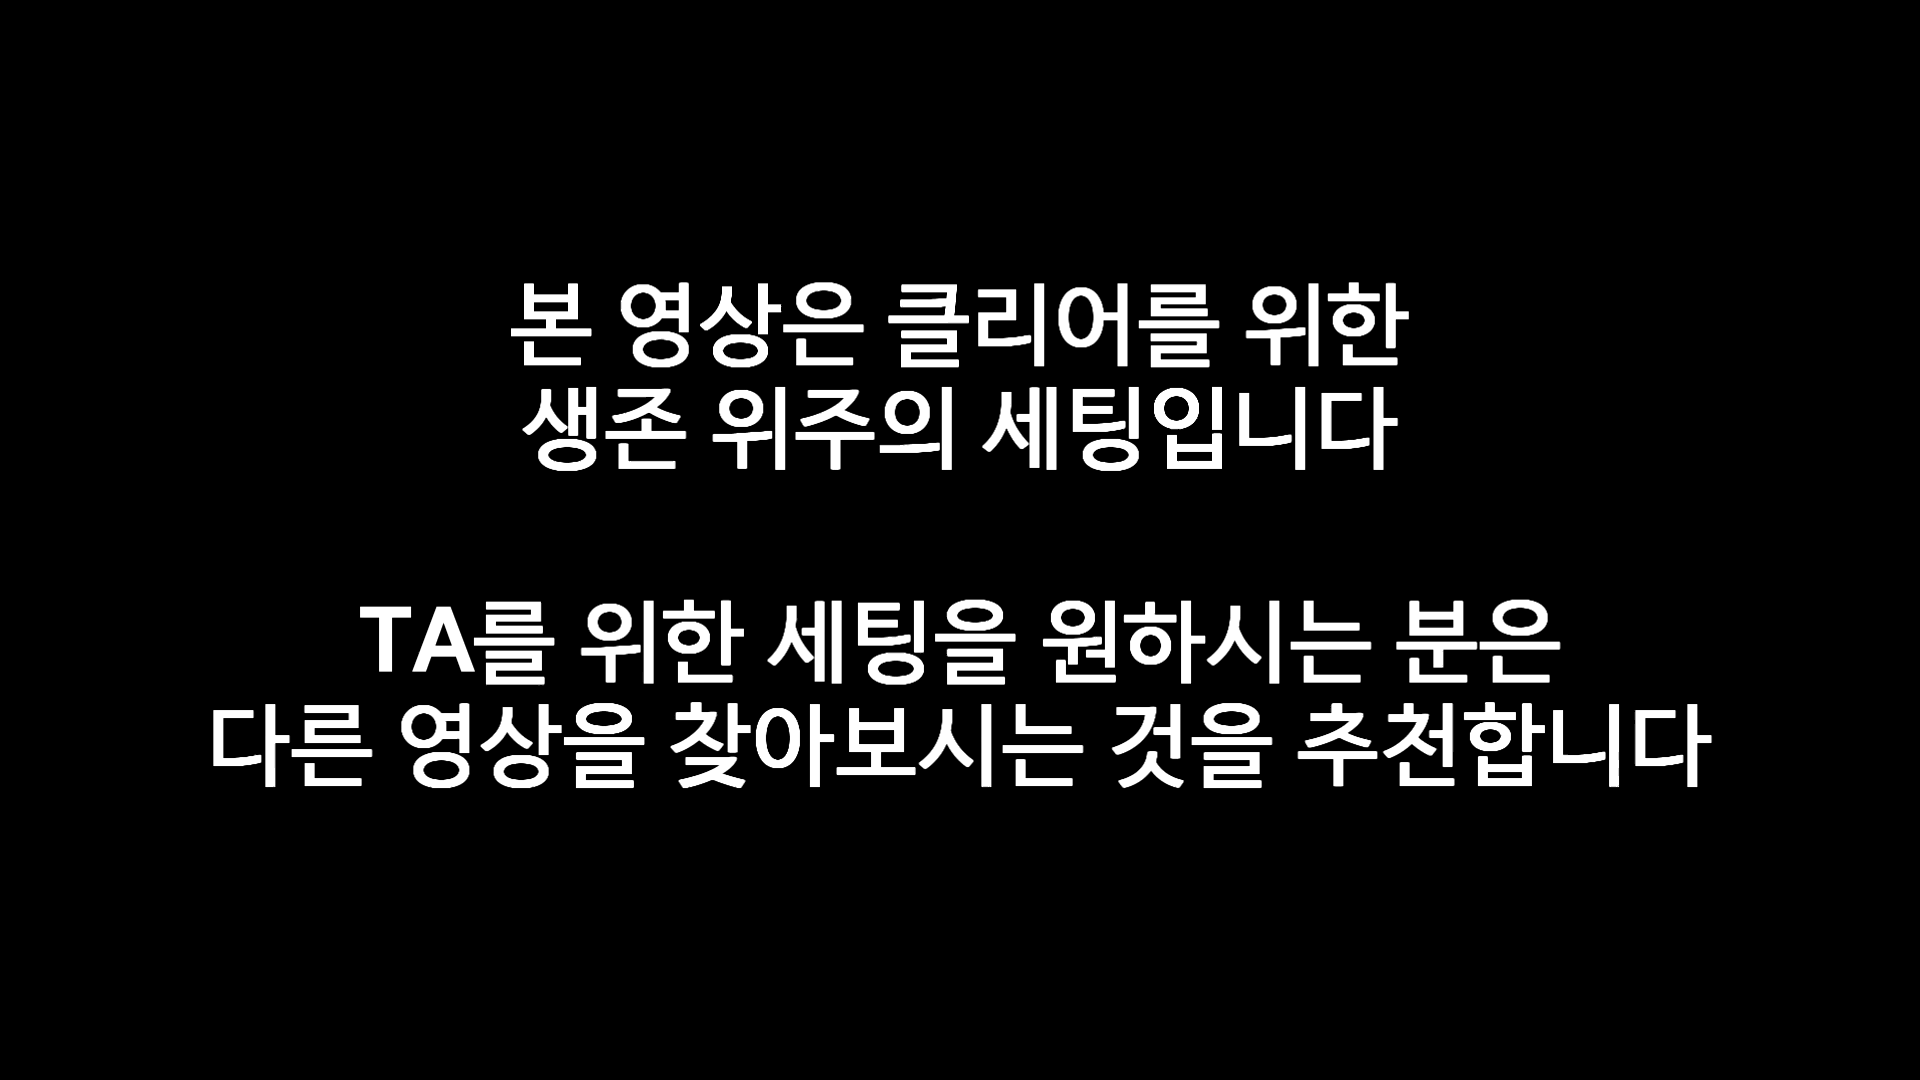 본 영상은 클리어를 위한
생존 위주의 세팅입니다
TA를 위한 세팅을 원하시는 분은
다른 영상을 찾아보시는 것을 추천합니다